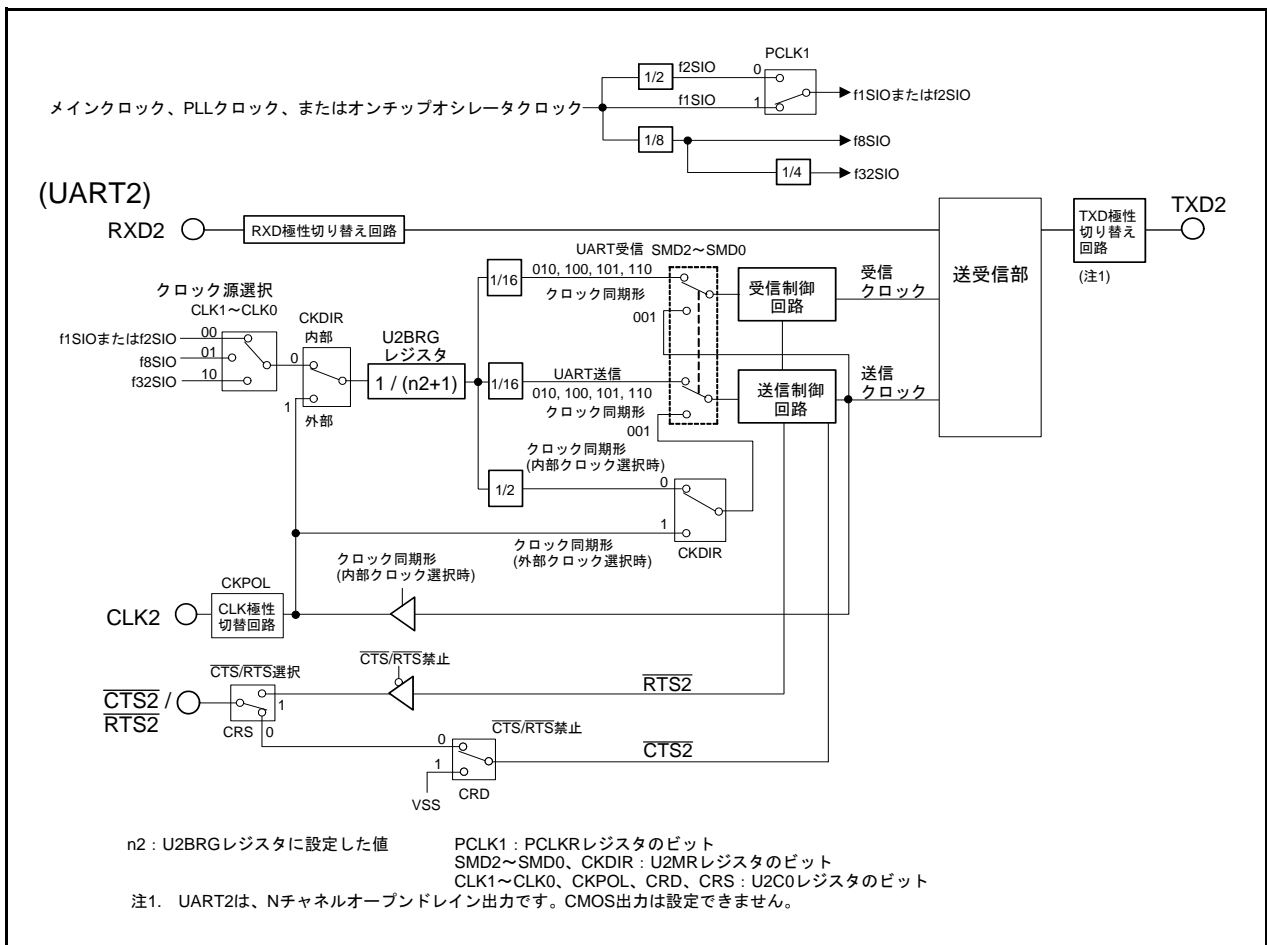 PCLK1
1/2
f2SIO
0
メインクロック、PLLクロック、またはオンチップオシレータクロック
f1SIO
1
f1SIOまたはf2SIO
1/8
f8SIO
1/4
f32SIO
(UART2)
RXD2
RXD極性切り替え回路
TXD極性
切り替え
回路
(注1)
TXD2
送受信部
UART受信
SMD2～SMD0
1/16
010, 100, 101, 110
クロック同期形
001
受信制御
回路
受信
クロック
クロック源選択
CLK1～CLK0
f1SIOまたはf2SIO
00
f8SIO
01
f32SIO
10
CKDIR
内部
0
1
外部
U2BRG
レジスタ
1 / (n2+1)
1/16
UART送信
010, 100, 101, 110
クロック同期形
001
送信制御
回路
送信
クロック
クロック同期形
(内部クロック選択時)
1/2
0
1
CKDIR
クロック同期形
(外部クロック選択時)
クロック同期形
(内部クロック選択時)
CKPOL
CLK2
CLK極性
切替回路
CTS/RTS選択
CTS/RTS禁止
CTS2 /
RTS2
1
CRS
0
RTS2
CTS/RTS禁止
0
1
CTS2
VSS
CRD
n2：U2BRGレジスタに設定した値
PCLK1：PCLKRレジスタのビット
SMD2～SMD0、CKDIR：U2MRレジスタのビット
CLK1～CLK0、CKPOL、CRD、CRS：U2C0レジスタのビット
注1. UART2は、Nチャネルオープンドレイン出力です。CMOS出力は設定できません。